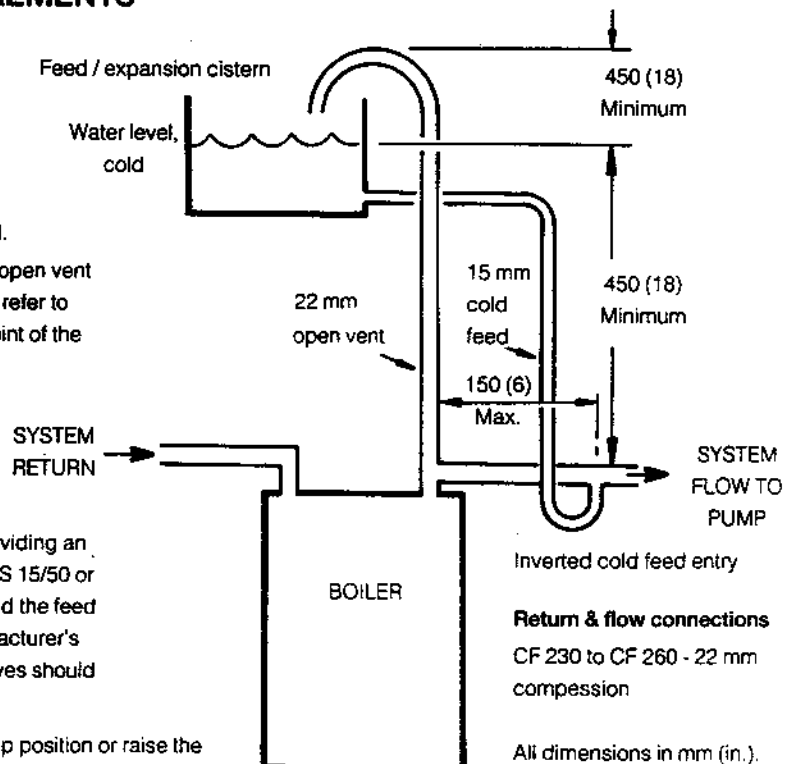 Feed / expansion cistern
450 (18)
Minimum
Water level,
cold
open vent
refer to
int of the
22 mm
open vent
15 mm
cold
feed
450 (18)
Minimum
150 (6)
Max.
SYSTEM
RETURN
SYSTEM
FLOW TO
PUMP
viding an
S 15/50 or
d the feed
acturer's
ves should
p position or raise the
BOILER
Inverted cold feed entry
Return & flow connections
CF 230 to CF 260 - 22 mm
compession
All dimensions in mm (in.).